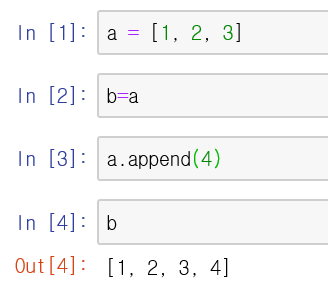 In [1]: a = [1, 2, 3]
In [2]: b=a
In [3]: a.append(4)
In [4]: b
Out[4]: [1, 2, 3, 4]